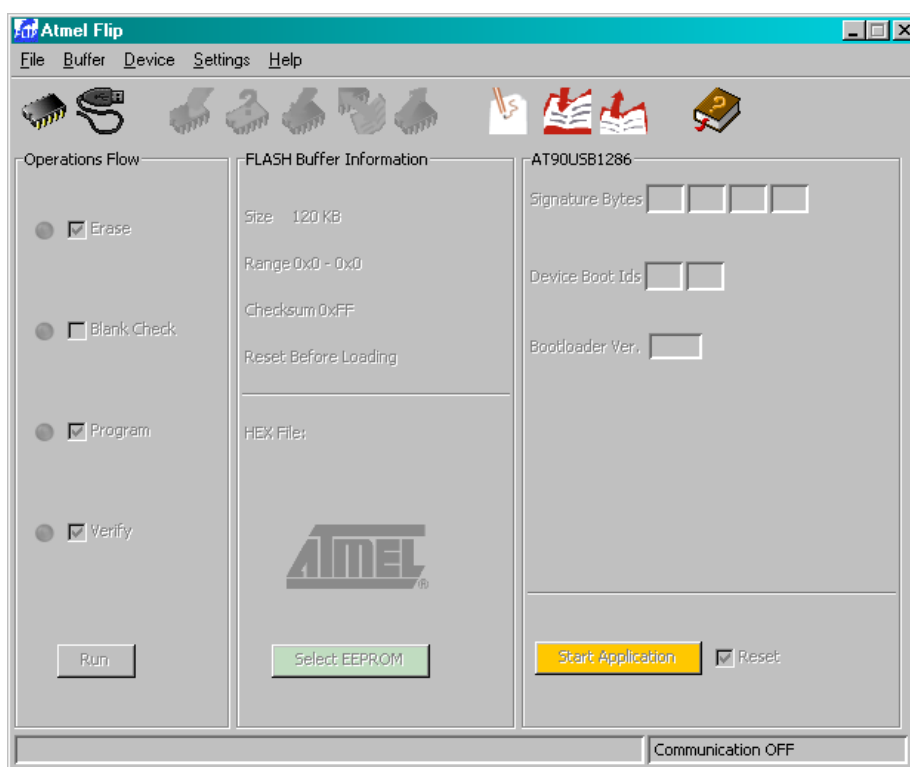 Atmel Flip
File Buffer Device Settings Help
Operations Flow
Erase
Blank Check
Program
Verify
Run
FLASH Buffer Information
Size 120 KB
Range 0x0 - 0x0
Checksum 0xFF
Reset Before Loading
HEX File:
ATMEL
®
Select EEPROM
AT90USB1286
Signature Bytes
Device Boot Ids
Bootloader Ver.
Start Application
Reset
Communication OFF